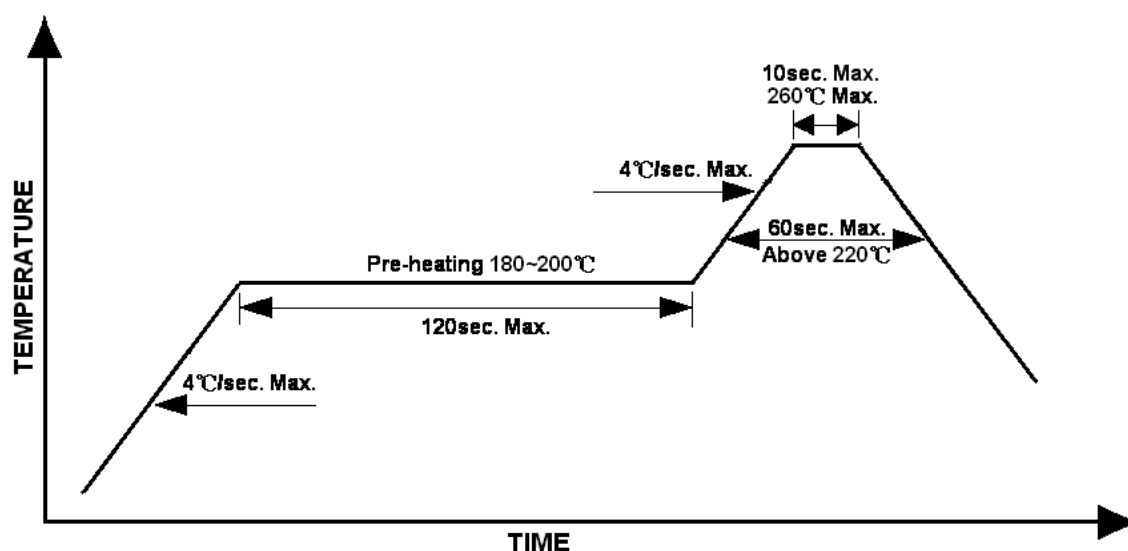 10sec. Max.
260℃ Max.
4℃/sec. Max.
60sec. Max.
Above 220℃
Pre-heating 180~200℃
120sec. Max.
4℃/sec. Max.
TEMPERATURE
TIME